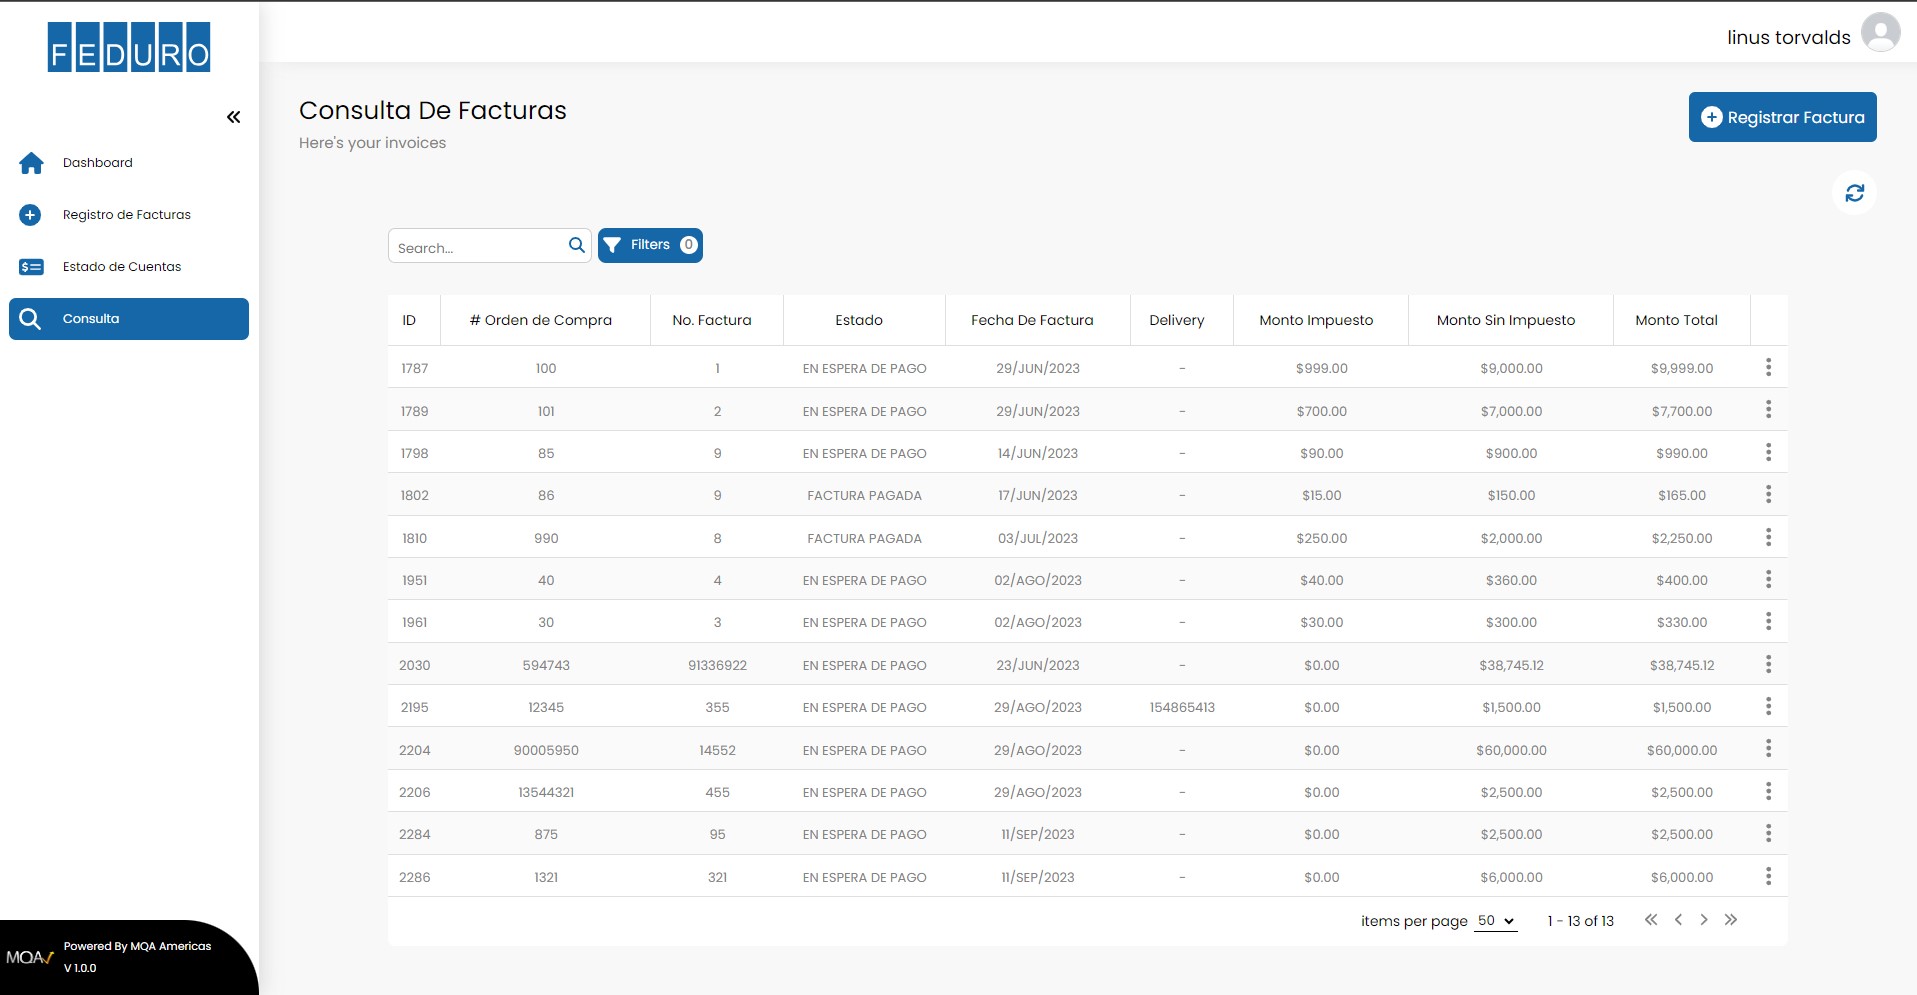 FEDURO
linus torvalds
Dashboard
Registro de Facturas
Estado de Cuentas
Consulta
Consulta De Facturas
Here's your invoices
Registrar Factura
Search...
Filters 0
ID # Orden de Compra No. Factura Estado Fecha De Factura Delivery Monto Impuesto Monto Sin Impuesto Monto Total
1787 100 1 EN ESPERA DE PAGO 29/JUN/2023 - $999.00 $9,000.00 $9,999.00
1789 101 2 EN ESPERA DE PAGO 29/JUN/2023 - $700.00 $7,000.00 $7,700.00
1798 85 9 EN ESPERA DE PAGO 14/JUN/2023 - $90.00 $900.00 $990.00
1802 86 9 FACTURA PAGADA 17/JUN/2023 - $15.00 $150.00 $165.00
1810 990 8 FACTURA PAGADA 03/JUL/2023 - $250.00 $2,000.00 $2,250.00
1951 40 4 EN ESPERA DE PAGO 02/AGO/2023 - $40.00 $360.00 $400.00
1961 30 3 EN ESPERA DE PAGO 02/AGO/2023 - $30.00 $300.00 $330.00
2030 594743 91336922 EN ESPERA DE PAGO 23/JUN/2023 - $0.00 $38,745.12 $38,745.12
2195 12345 355 EN ESPERA DE PAGO 29/AGO/2023 154865413 $0.00 $1,500.00 $1,500.00
2204 90005950 14552 EN ESPERA DE PAGO 29/AGO/2023 - $0.00 $60,000.00 $60,000.00
2206 13544321 455 EN ESPERA DE PAGO 29/AGO/2023 - $0.00 $2,500.00 $2,500.00
2284 875 95 EN ESPERA DE PAGO 11/SEP/2023 - $0.00 $2,500.00 $2,500.00
2286 1321 321 EN ESPERA DE PAGO 11/SEP/2023 - $0.00 $6,000.00 $6,000.00
items per page 50 1 - 13 of 13
MQA
Powered By MQA Americas
V 1.0.0